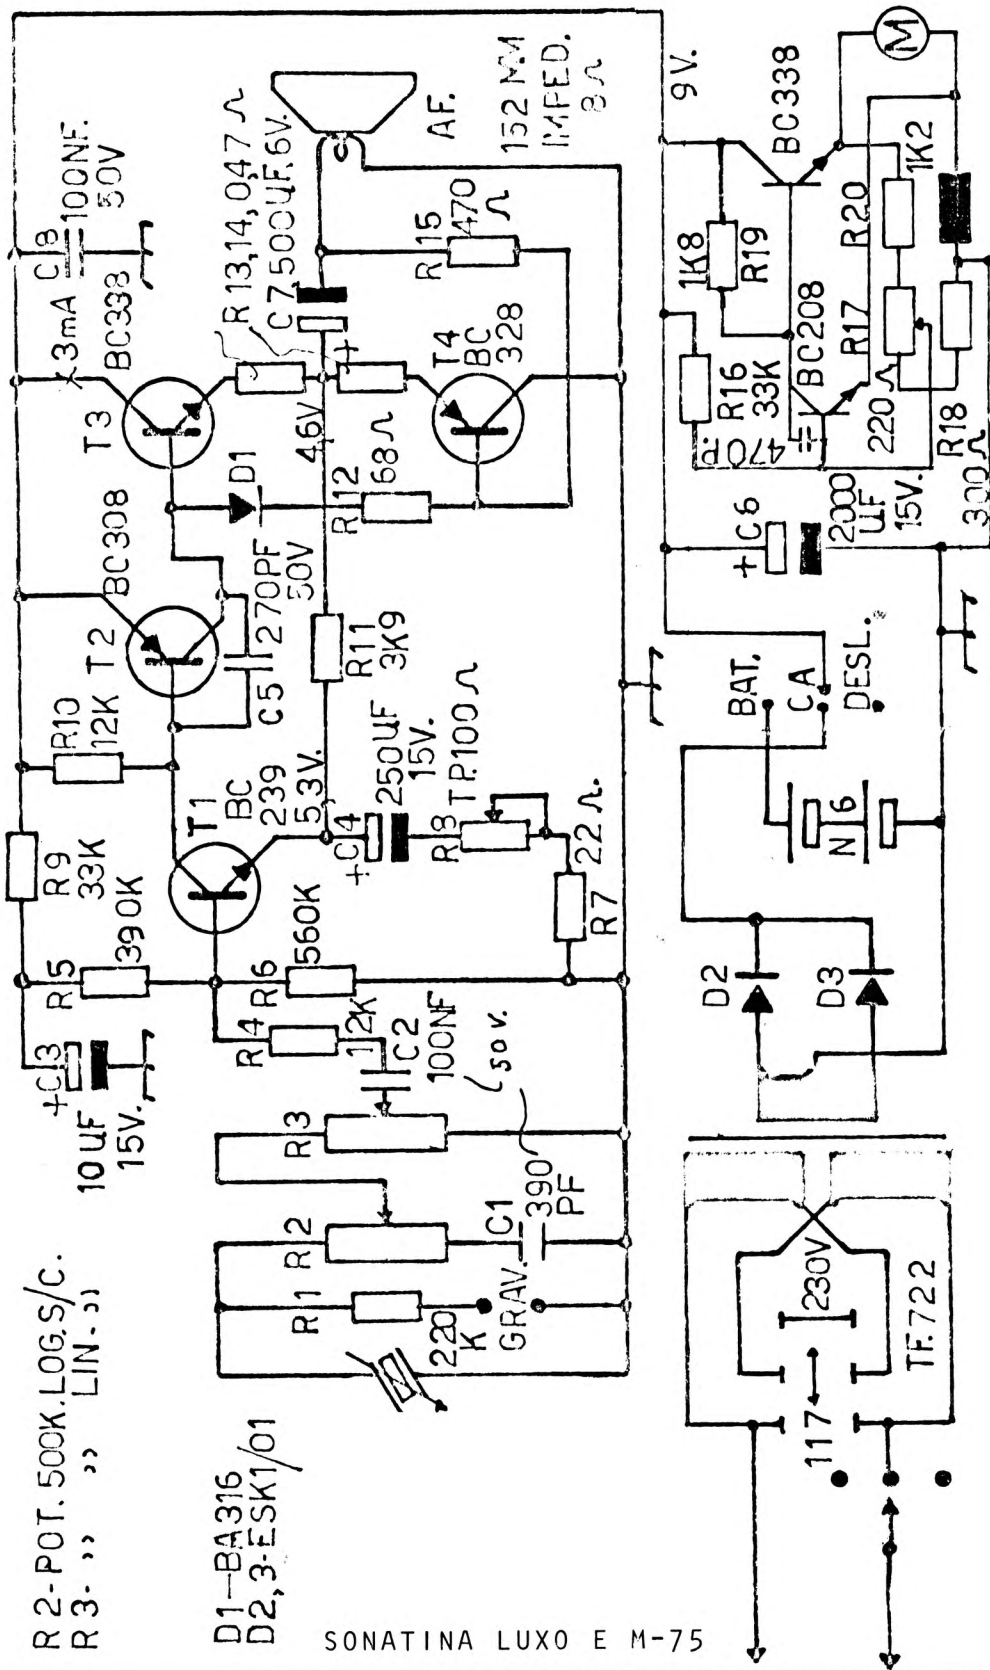 R2-POT.500K.LOG.S/C.
R3- ,, ,, LIN. ,,
D1-BA316
D2,3-ESK1/01
10UF
15V.
+C3
R9
33K
R5
390K
R10
12K
T2
BC308
T3
BC338
3mA
C8
100NF.
50V
R4
1,2K
R6
560K
T1
BC
239
5,3V.
C5
270PF
50V
D1
R12
68Ω
4,6V
R13,14,0,47Ω
C7
500UF.6V.
+
T4
BC
328
R15
470
Ω
AF.
152 MM
IMPED.
8Ω
R1
220
K
GRAV.
R2
C1
390
PF
R3
C2
100NF
50V.
+C4
250UF
15V.
R8
TP.100Ω
R7
22Ω.
R11
3K9
117
230V
TF.722
D2
D3
N6
BAT.
CA
DESL.
+C6
2000
UF
15V.
9V.
R16
33K
470P.
1K8
R19
BC208
BC338
R17
220Ω
R20
1K2
R18
300Ω
M
SONATINA LUXO E M-75